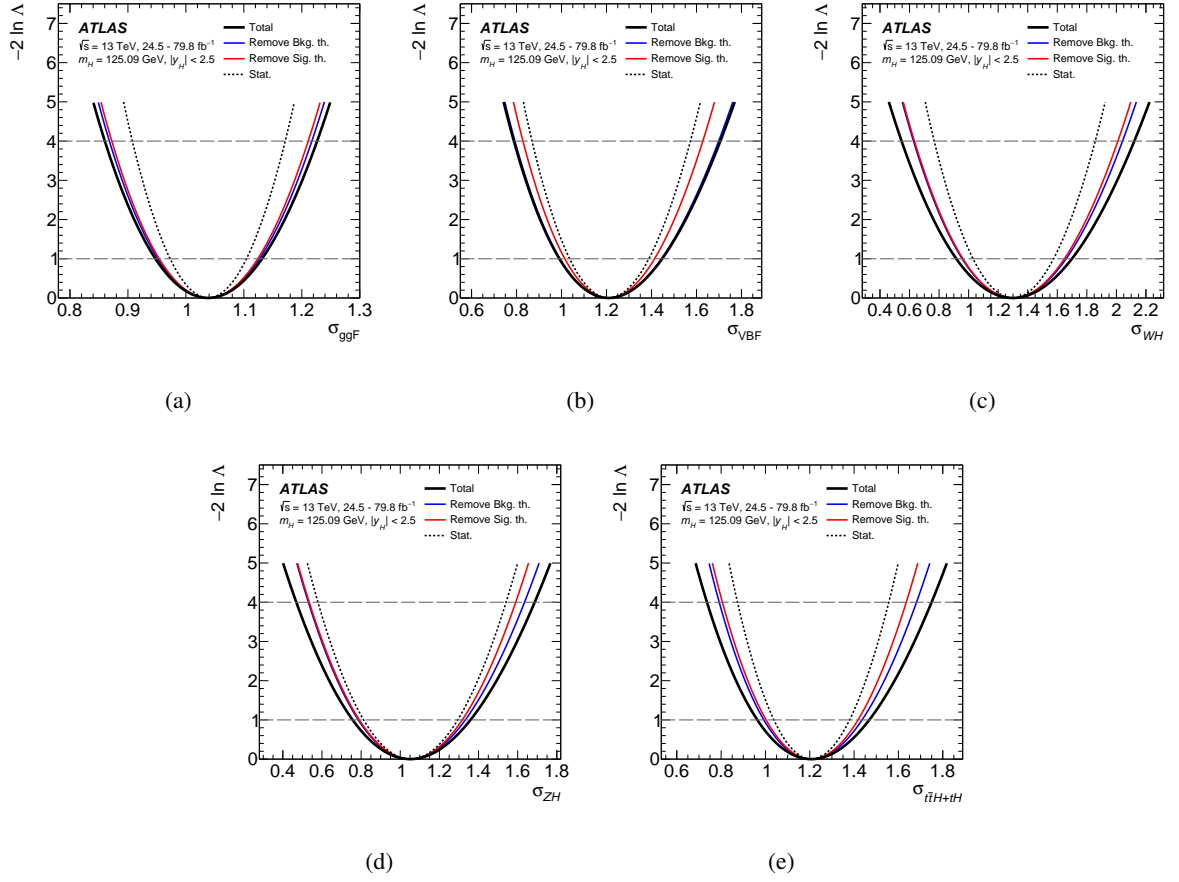 −2 ln Λ
7
6
5
4
3
2
1
0
ATLAS
√s = 13 TeV, 24.5 - 79.8 fb⁻¹
m_H = 125.09 GeV, |y_H| < 2.5
Total
Remove Bkg. th.
Remove Sig. th.
Stat.
0.8 0.9 1 1.1 1.2 1.3
σ_ggF
(a)
−2 ln Λ
7
6
5
4
3
2
1
0
ATLAS
√s = 13 TeV, 24.5 - 79.8 fb⁻¹
m_H = 125.09 GeV, |y_H| < 2.5
Total
Remove Bkg. th.
Remove Sig. th.
Stat.
0.6 0.8 1 1.2 1.4 1.6 1.8
σ_VBF
(b)
−2 ln Λ
7
6
5
4
3
2
1
0
ATLAS
√s = 13 TeV, 24.5 - 79.8 fb⁻¹
m_H = 125.09 GeV, |y_H| < 2.5
Total
Remove Bkg. th.
Remove Sig. th.
Stat.
0.4 0.6 0.8 1 1.2 1.4 1.6 1.8 2 2.2
σ_WH
(c)
−2 ln Λ
7
6
5
4
3
2
1
0
ATLAS
√s = 13 TeV, 24.5 - 79.8 fb⁻¹
m_H = 125.09 GeV, |y_H| < 2.5
Total
Remove Bkg. th.
Remove Sig. th.
Stat.
0.4 0.6 0.8 1 1.2 1.4 1.6 1.8
σ_ZH
(d)
−2 ln Λ
7
6
5
4
3
2
1
0
ATLAS
√s = 13 TeV, 24.5 - 79.8 fb⁻¹
m_H = 125.09 GeV, |y_H| < 2.5
Total
Remove Bkg. th.
Remove Sig. th.
Stat.
0.6 0.8 1 1.2 1.4 1.6 1.8
σ_tt̄H+tH
(e)